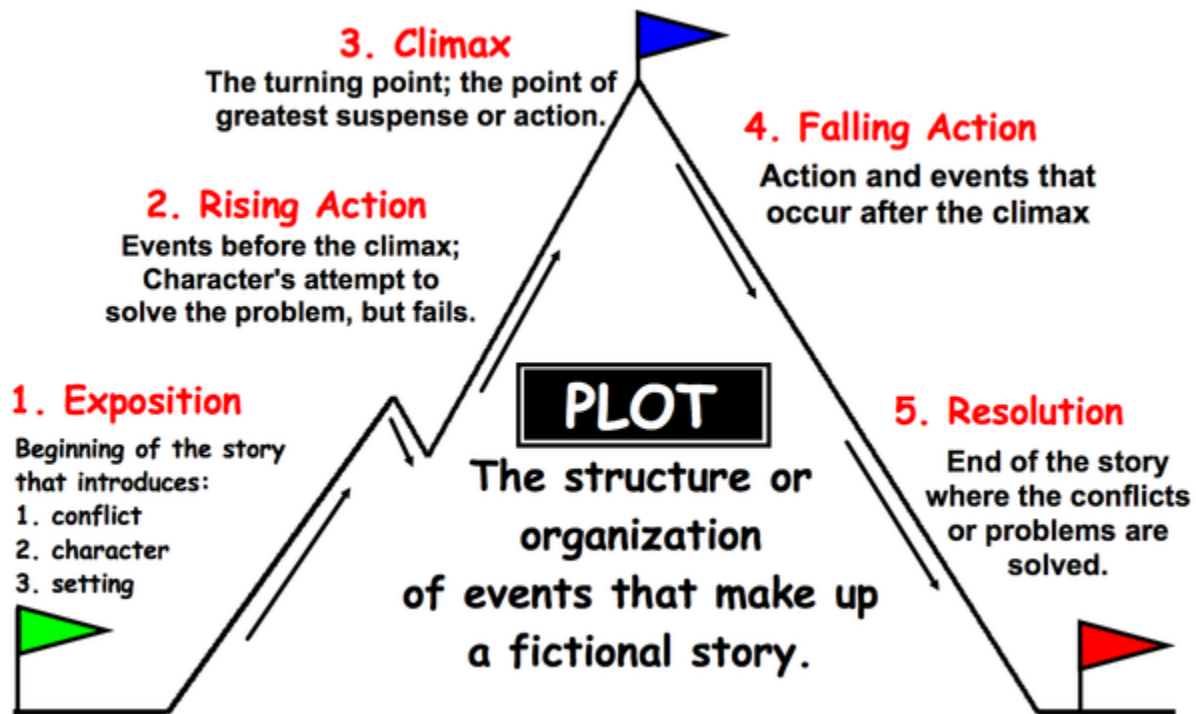 3. Climax
The turning point; the point of
greatest suspense or action.
4. Falling Action
Action and events that
occur after the climax
2. Rising Action
Events before the climax;
Character's attempt to
solve the problem, but fails.
1. Exposition
Beginning of the story
that introduces:
1. conflict
2. character
3. setting
PLOT
The structure or
organization
of events that make up
a fictional story.
5. Resolution
End of the story
where the conflicts
or problems are
solved.